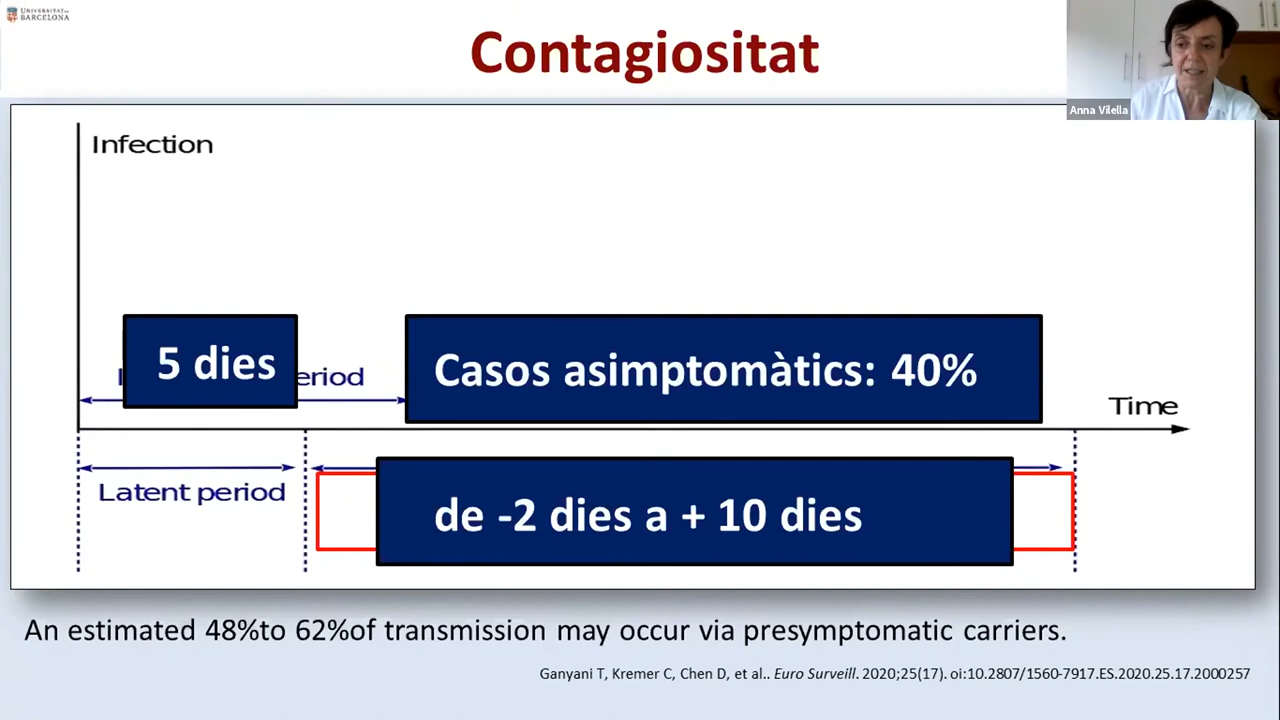 UNIVERSITAT DE
BARCELONA
Contagiositat
Anna Vilella
Infection
5 dies
eriod
Casos asimptomàtics: 40%
Time
Latent period
de -2 dies a + 10 dies
An estimated 48%to 62%of transmission may occur via presymptomatic carriers.
Ganyani T, Kremer C, Chen D, et al.. Euro Surveill. 2020;25(17). oi:10.2807/1560-7917.ES.2020.25.17.2000257